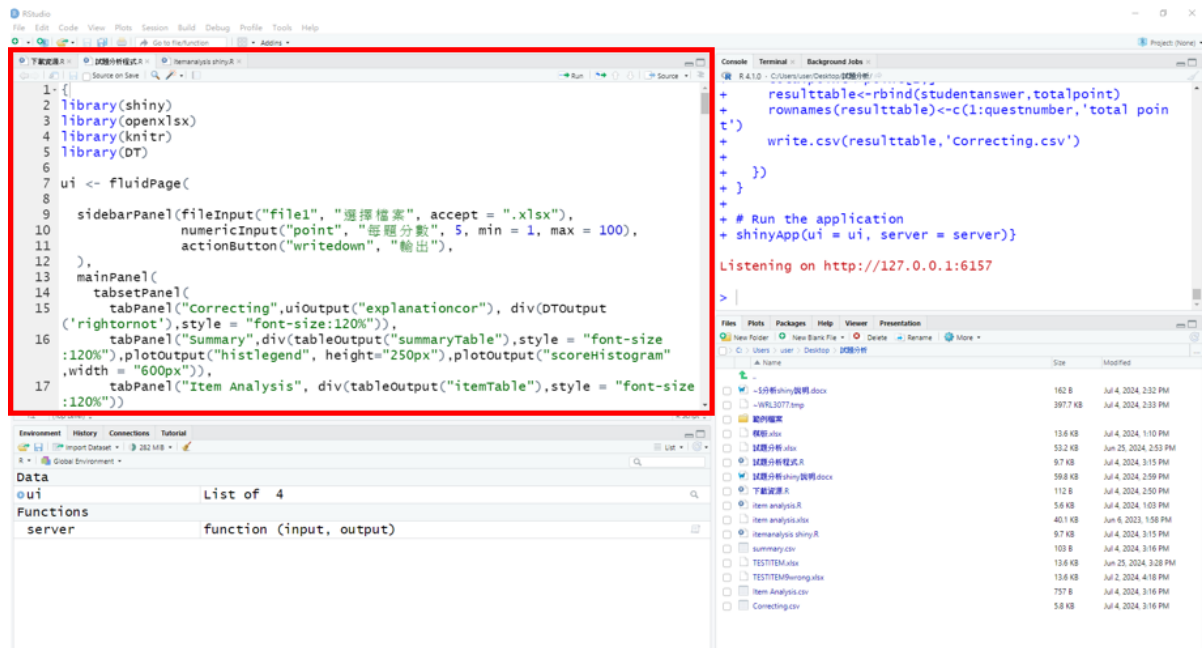 RStudio
File Edit Code View Plots Session Build Debug Profile Tools Help
Go to file/function Addins
Project: (None)
下載資源.R × 試題分析程式.R × itemanalysis shiny.R ×
Source on Save Run Source
1 {
2 library(shiny)
3 library(openxlsx)
4 library(knitr)
5 library(DT)
6
7 ui <- fluidPage(
8
9 sidebarPanel(fileInput("file1", "選擇檔案", accept = ".xlsx"),
10 numericInput("point", "每題分數", 5, min = 1, max = 100),
11 actionButton("writedown", "輸出"),
12 ),
13 mainPanel(
14 tabsetPanel(
15 tabPanel("Correcting",uiOutput("explanationcor"), div(DTOutput
('rightornot'),style = "font-size:120%")),
16 tabPanel("Summary",div(tableOutput("summaryTable"),style = "font-size
:120%"),plotOutput("histlegend", height="250px"),plotOutput("scoreHistogram"
,width = "600px")),
17 tabPanel("Item Analysis", div(tableOutput("itemTable"),style = "font-size
:120%"))
Environment History Connections Tutorial
Import Dataset 282 MiB List
R Global Environment
Data
ui List of 4
Functions
server function (input, output)
Console Terminal × Background Jobs ×
R 4.1.0 · C:/Users/user/Desktop/試題分析/
+ resulttable<-rbind(studentanswer,totalpoint)
+ rownames(resulttable)<-c(1:questnumber,'total poin
t')
+ write.csv(resulttable,'Correcting.csv')
+
+ })
+ }
+
+ # Run the application
+ shinyApp(ui = ui, server = server)}
Listening on http://127.0.0.1:6157
>
Files Plots Packages Help Viewer Presentation
New Folder New Blank File Delete Rename More
C: Users user Desktop 試題分析
Name Size Modified
..
~$分析shiny說明.docx 162 B Jul 4, 2024, 2:32 PM
~WRL3077.tmp 397.7 KB Jul 4, 2024, 2:33 PM
範例檔案
模板.xlsx 13.6 KB Jul 4, 2024, 1:10 PM
試題分析.xlsx 53.2 KB Jun 25, 2024, 2:53 PM
試題分析程式.R 9.7 KB Jul 4, 2024, 3:15 PM
試題分析shiny說明.docx 59.8 KB Jul 4, 2024, 2:59 PM
下載資源.R 112 B Jul 4, 2024, 2:50 PM
item analysis.R 5.6 KB Jul 4, 2024, 1:03 PM
item analysis.xlsx 40.1 KB Jun 6, 2023, 1:58 PM
itemanalysis shiny.R 9.7 KB Jul 4, 2024, 3:15 PM
summary.csv 103 B Jul 4, 2024, 3:16 PM
TESTITEM.xlsx 13.6 KB Jun 25, 2024, 3:28 PM
TESTITEM9wrong.xlsx 13.6 KB Jul 2, 2024, 4:18 PM
Item Analysis.csv 757 B Jul 4, 2024, 3:16 PM
Correcting.csv 5.8 KB Jul 4, 2024, 3:16 PM